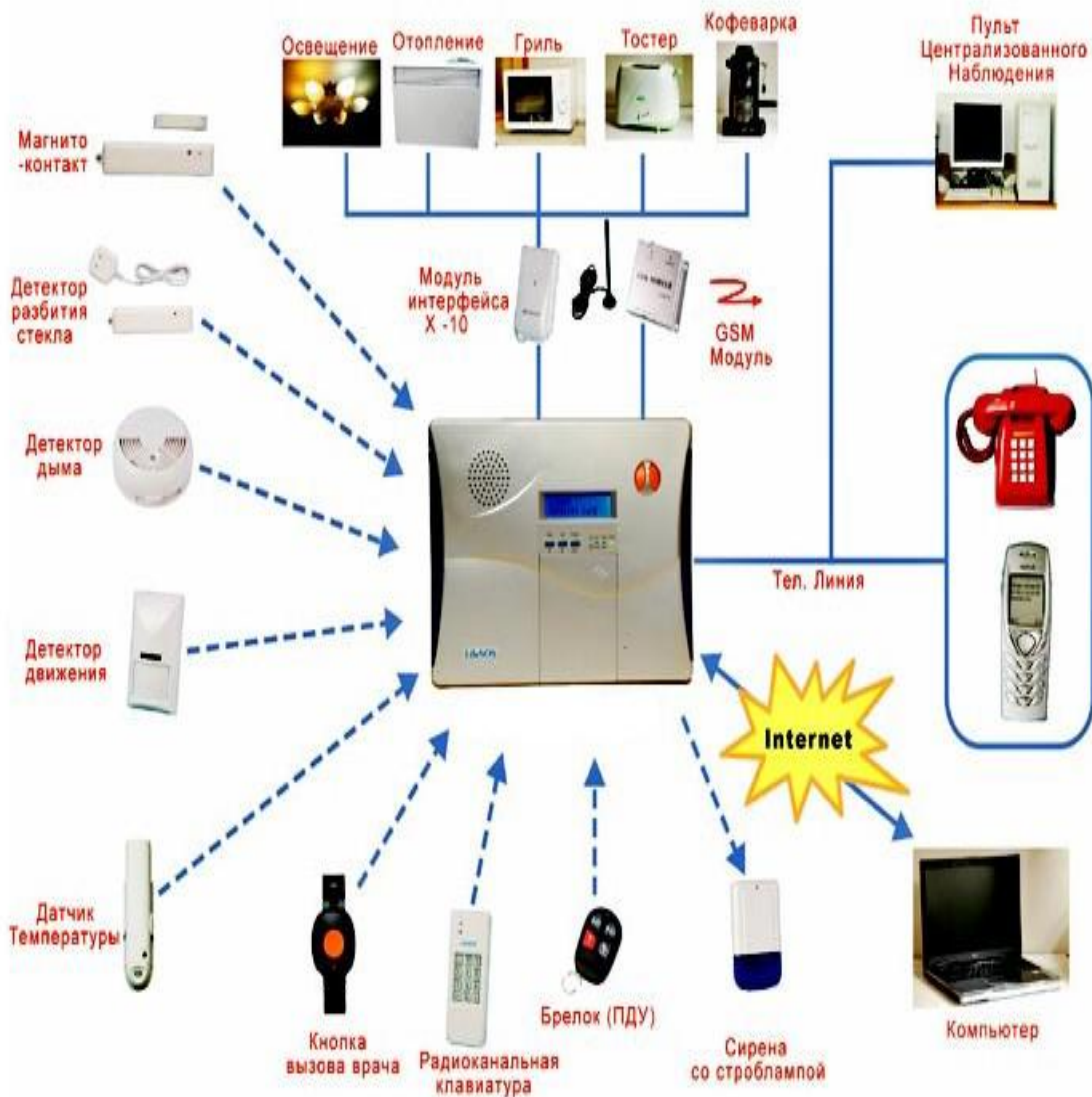 Освещение
Отопление
Гриль
Тостер
Кофеварка
Пульт
Централизованного
Наблюдения
Магнито
-контакт
Детектор
разбития
стекла
Модуль
интерфейса
X -10
GSM
Модуль
Детектор
дыма
Тел. Линия
Детектор
движения
Internet
Датчик
Температуры
Кнопка
вызова врача
Радиоканальная
клавиатура
Брелок (ПДУ)
Сирена
со строблампой
Компьютер